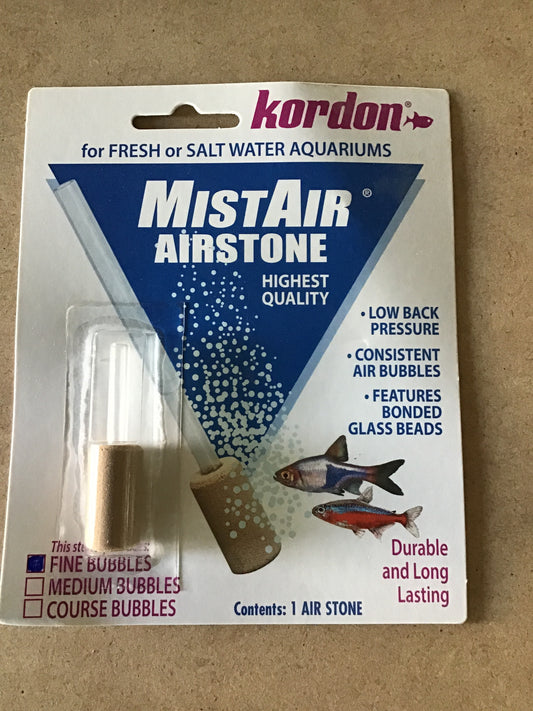 kordon®
for FRESH or SALT WATER AQUARIUMS
MISTAIR®
AIRSTONE
HIGHEST
QUALITY
• LOW BACK
PRESSURE
• CONSISTENT
AIR BUBBLES
• FEATURES
BONDED
GLASS BEADS
This
FINE BUBBLES
MEDIUM BUBBLES
COURSE BUBBLES
Contents: 1 AIR STONE
Durable
and Long
Lasting